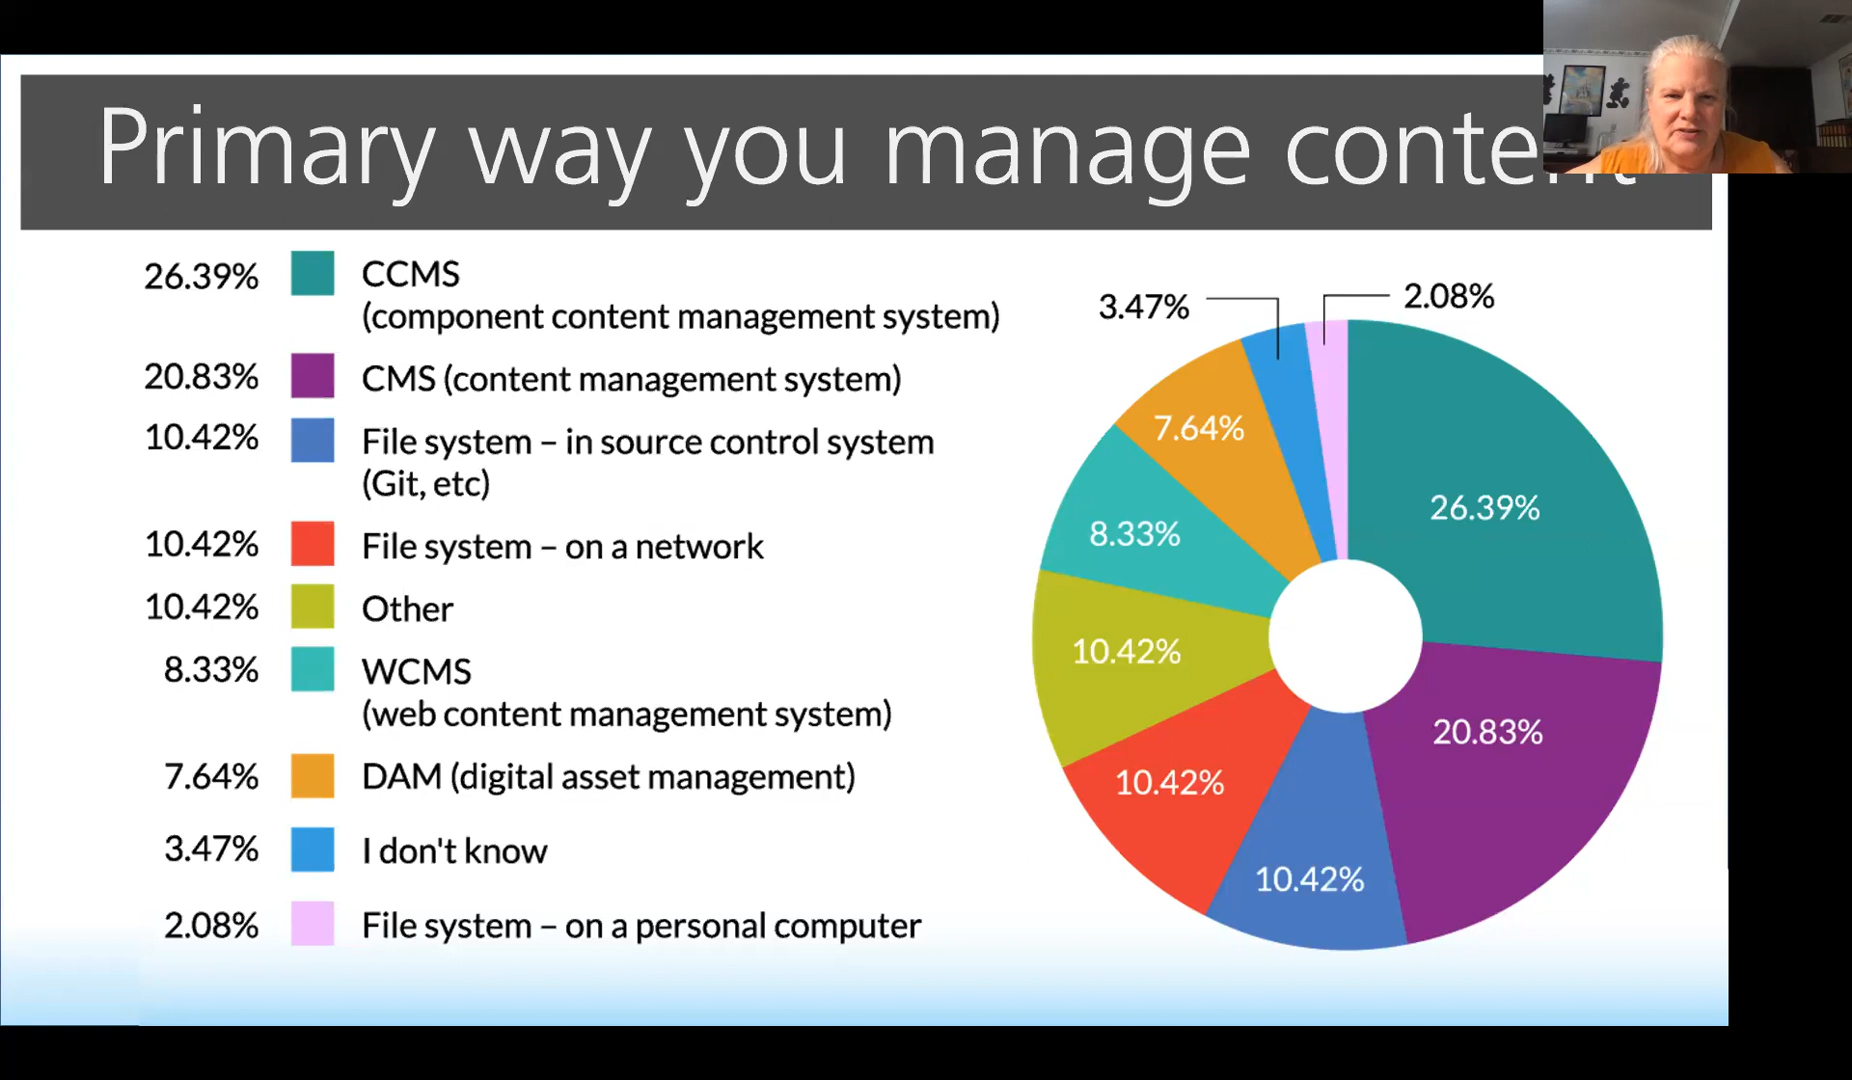 Primary way you manage content
26.39%
CCMS
(component content management system)
20.83%
CMS (content management system)
10.42%
File system – in source control system
(Git, etc)
10.42%
File system – on a network
10.42%
Other
8.33%
WCMS
(web content management system)
7.64%
DAM (digital asset management)
3.47%
I don't know
2.08%
File system – on a personal computer
3.47%
2.08%
7.64%
26.39%
8.33%
10.42%
20.83%
10.42%
10.42%